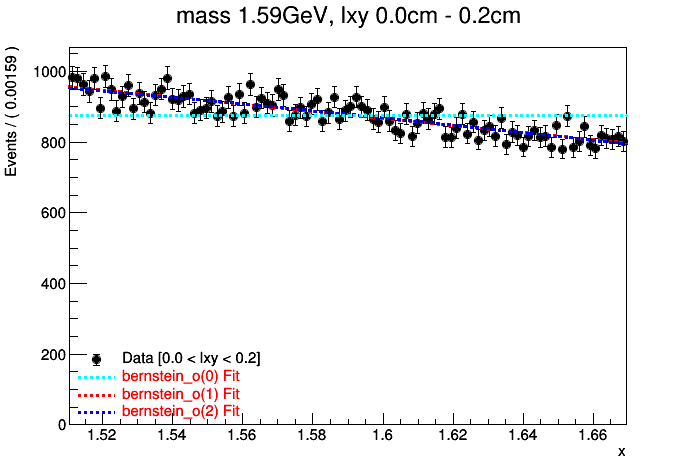 mass 1.59GeV, lxy 0.0cm - 0.2cm
Events / ( 0.00159 )
1000
800
600
400
200
0
Data [0.0 < lxy < 0.2]
bernstein_o(0) Fit
bernstein_o(1) Fit
bernstein_o(2) Fit
1.52 1.54 1.56 1.58 1.6 1.62 1.64 1.66
x